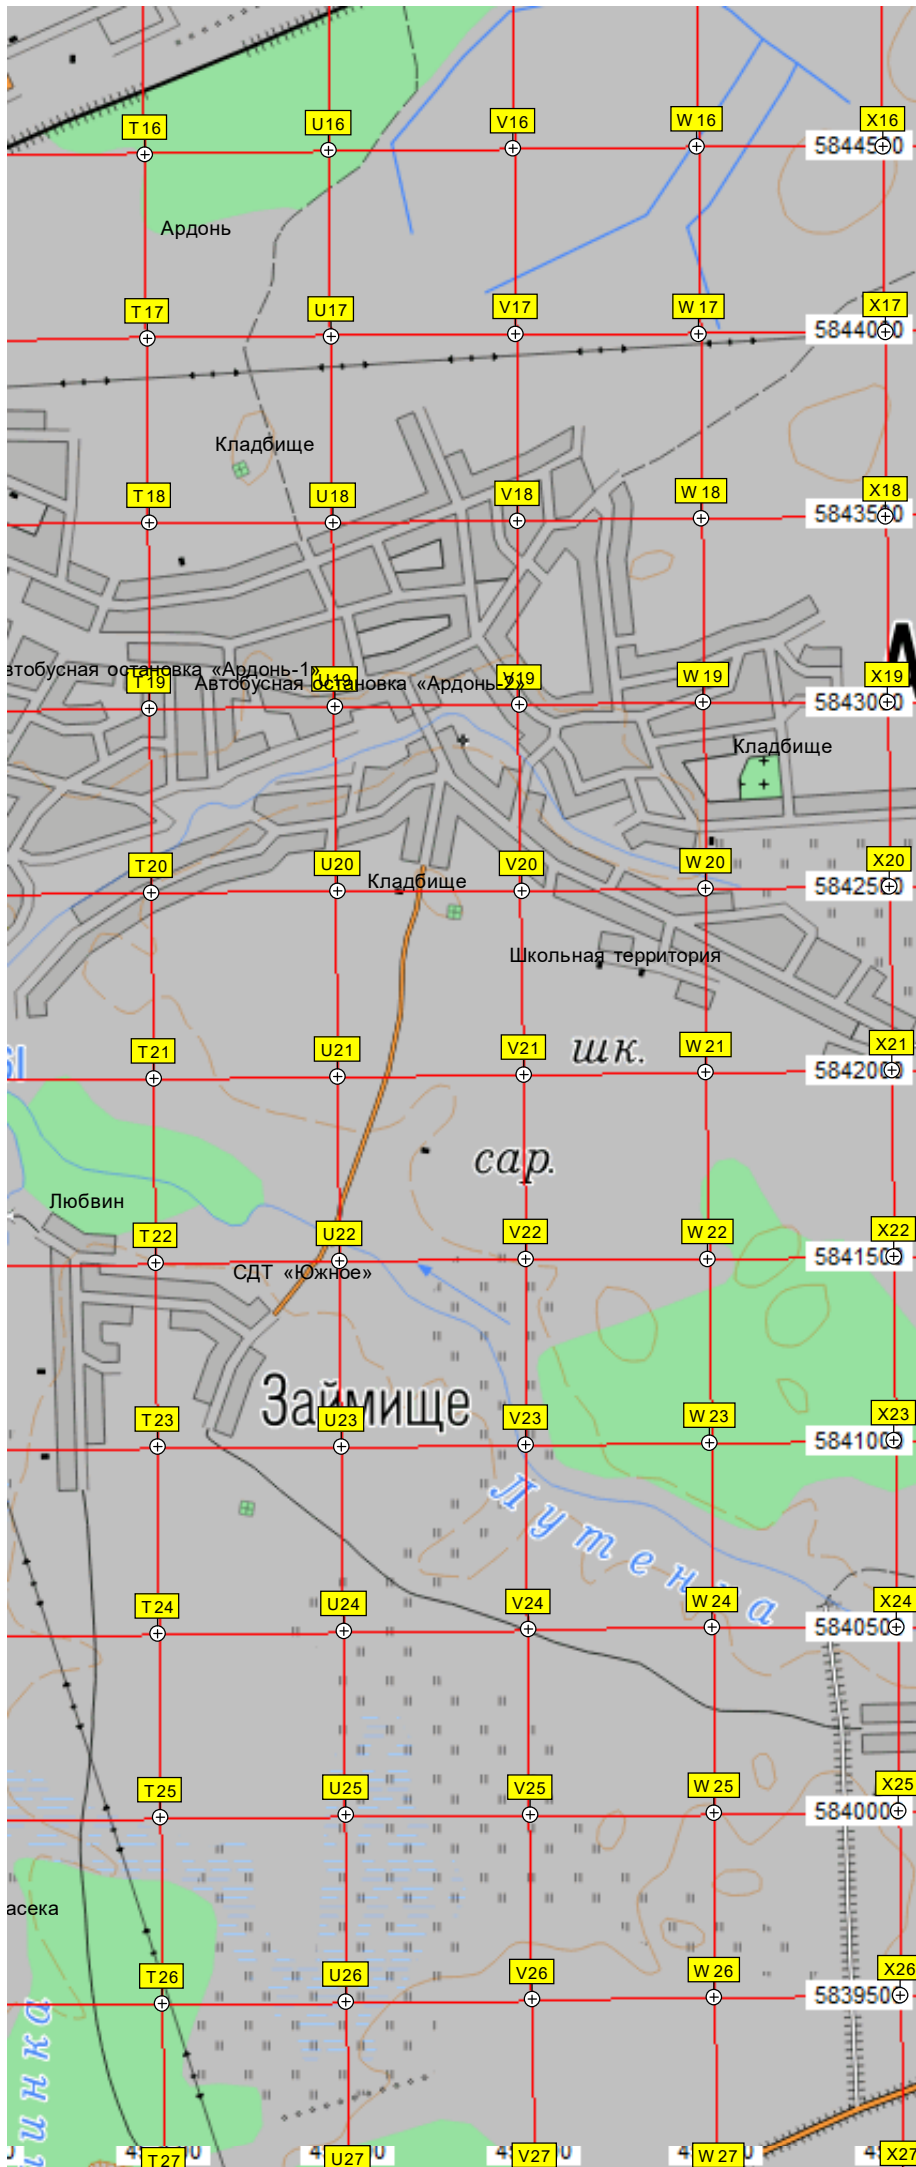 T16 U16 V16 W16 X16
5844500
Ардонь
T17 U17 V17 W17 X17
5844000
Кладбище
T18 U18 V18 W18 X18
5843500
втобусная остановка «Ардонь-1»
Автобусная остановка «Ардонь-2»
T19 U19 V19 W19 X19
5843000
Кладбище
T20 U20 V20 W20 X20
Кладбище
5842500
Школьная территория
шк.
T21 U21 V21 W21 X21
5842000
сар.
Любвин
T22 U22 V22 W22 X22
5841500
СДТ «Южное»
Займище
T23 U23 V23 W23 X23
5841000
Лутенка
T24 U24 V24 W24 X24
584050
T25 U25 V25 W25 X25
584000
асека
T26 U26 V26 W26 X26
583950
инка
T27 U27 V27 W27 X27